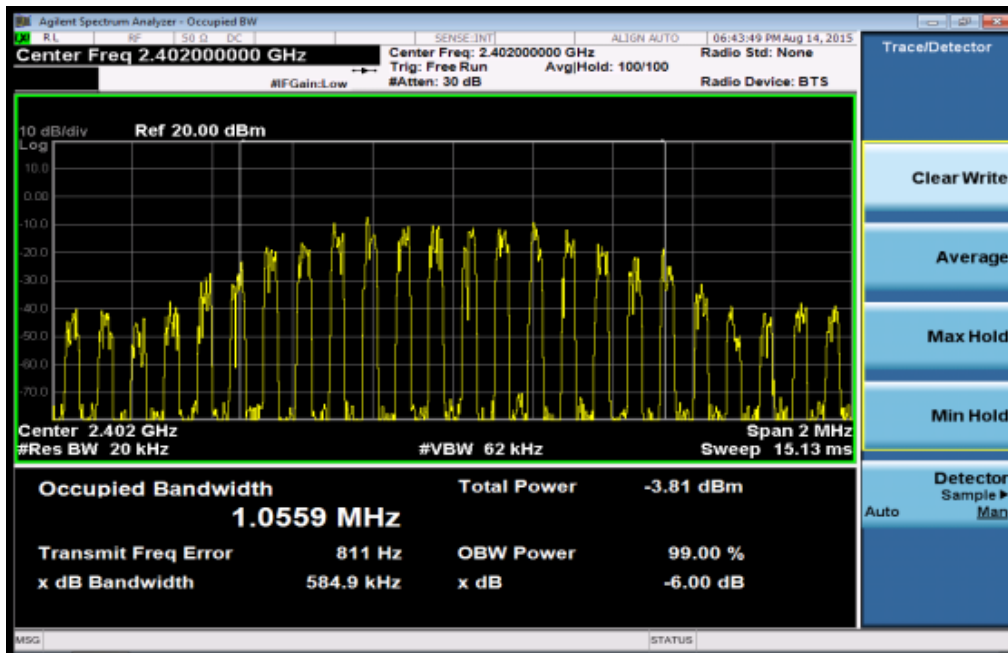 Agilent Spectrum Analyzer - Occupied BW
RL RF 50 Ω DC SENSE:INT ALIGN AUTO 06:43:49 PM Aug 14, 2015
Center Freq 2.402000000 GHz
Center Freq: 2.402000000 GHz
Radio Std: None
Trig: Free Run
Avg|Hold: 100/100
#IFGain:Low
#Atten: 30 dB
Radio Device: BTS
10 dB/div
Ref 20.00 dBm
Log
10.0
0.00
-10.0
-20.0
-30.0
-40.0
-50.0
-60.0
-70.0
Center 2.402 GHz
Span 2 MHz
#Res BW 20 kHz
#VBW 62 kHz
Sweep 15.13 ms
Occupied Bandwidth
Total Power -3.81 dBm
1.0559 MHz
Transmit Freq Error 811 Hz
OBW Power 99.00 %
x dB Bandwidth 584.9 kHz
x dB -6.00 dB
MSG
STATUS
Trace/Detector
Clear Write
Average
Max Hold
Min Hold
Detector
Sample
Auto Man